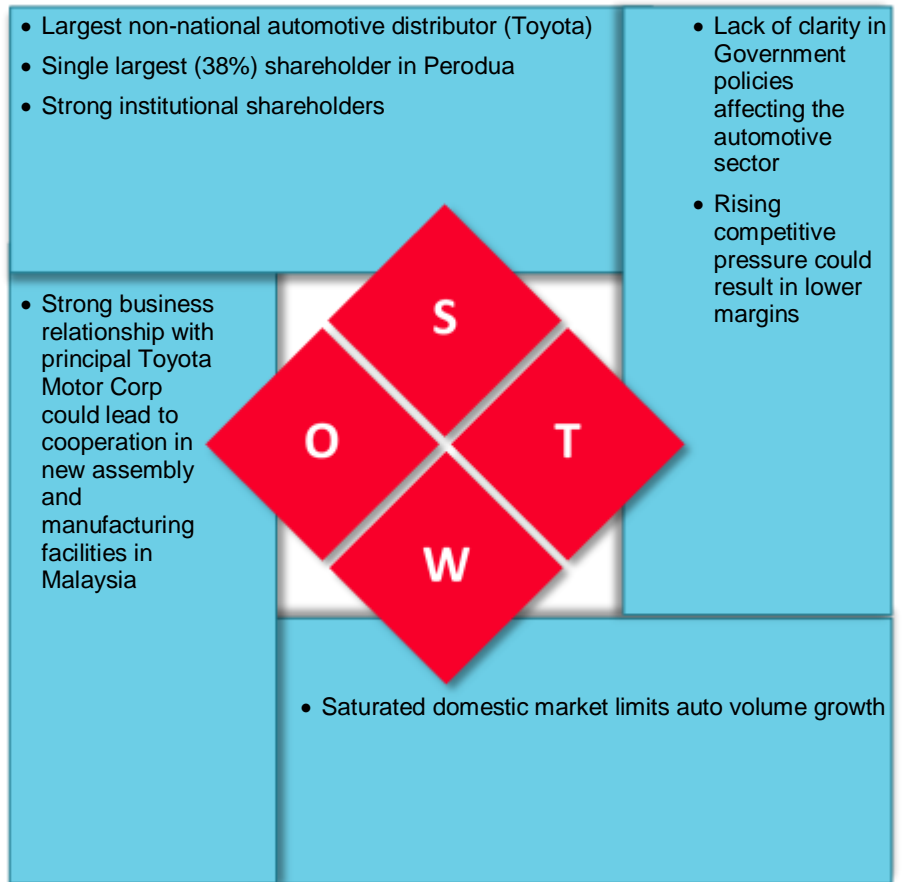 • Largest non-national automotive distributor (Toyota)
• Single largest (38%) shareholder in Perodua
• Strong institutional shareholders
• Lack of clarity in
Government
policies
affecting the
automotive
sector
• Rising
competitive
pressure could
result in lower
margins
• Strong business
relationship with
principal Toyota
Motor Corp
could lead to
cooperation in
new assembly
and
manufacturing
facilities in
Malaysia
S
O
T
W
• Saturated domestic market limits auto volume growth